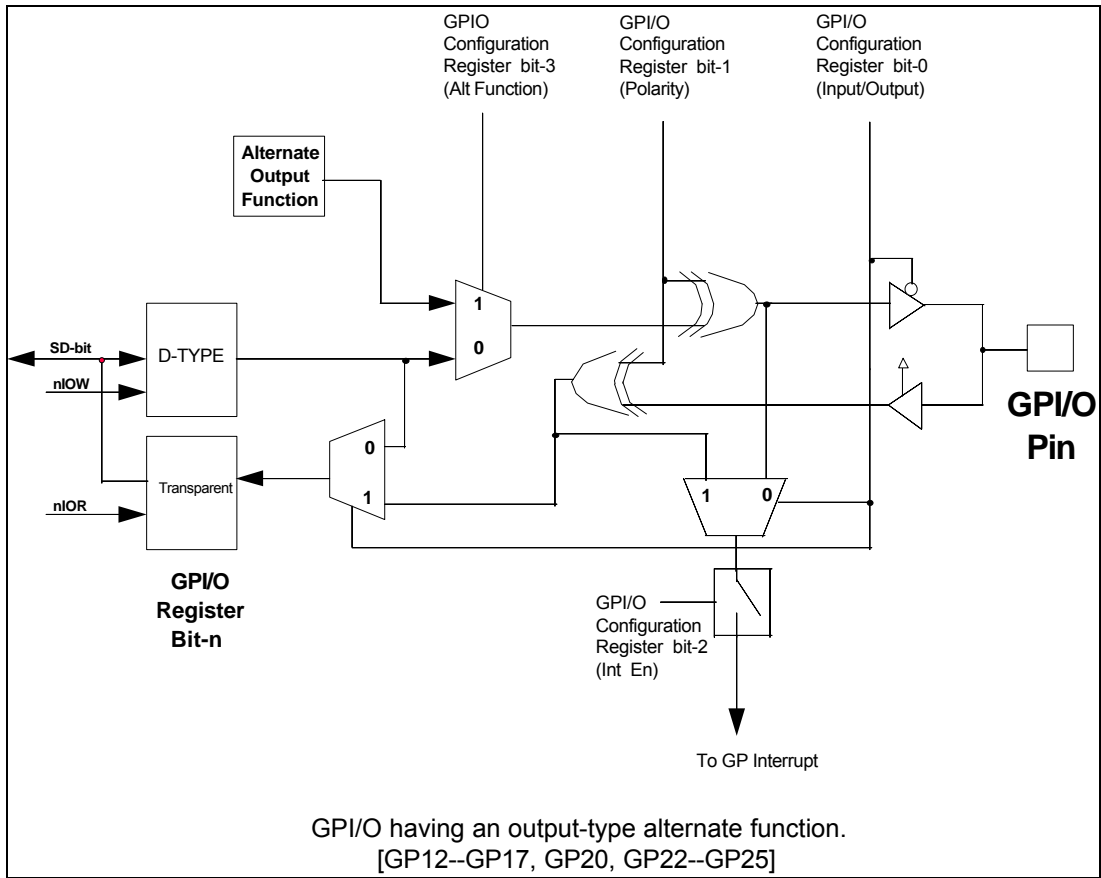 GPIO
Configuration
Register bit-3
(Alt Function)
GPI/O
Configuration
Register bit-1
(Polarity)
GPI/O
Configuration
Register bit-0
(Input/Output)
Alternate
Output
Function
1
0
SD-bit
D-TYPE
nIOW
0
1
Transparent
nIOR
1
0
GPI/O
Pin
GPI/O
Register
Bit-n
GPI/O
Configuration
Register bit-2
(Int En)
To GP Interrupt
GPI/O having an output-type alternate function.
[GP12--GP17, GP20, GP22--GP25]